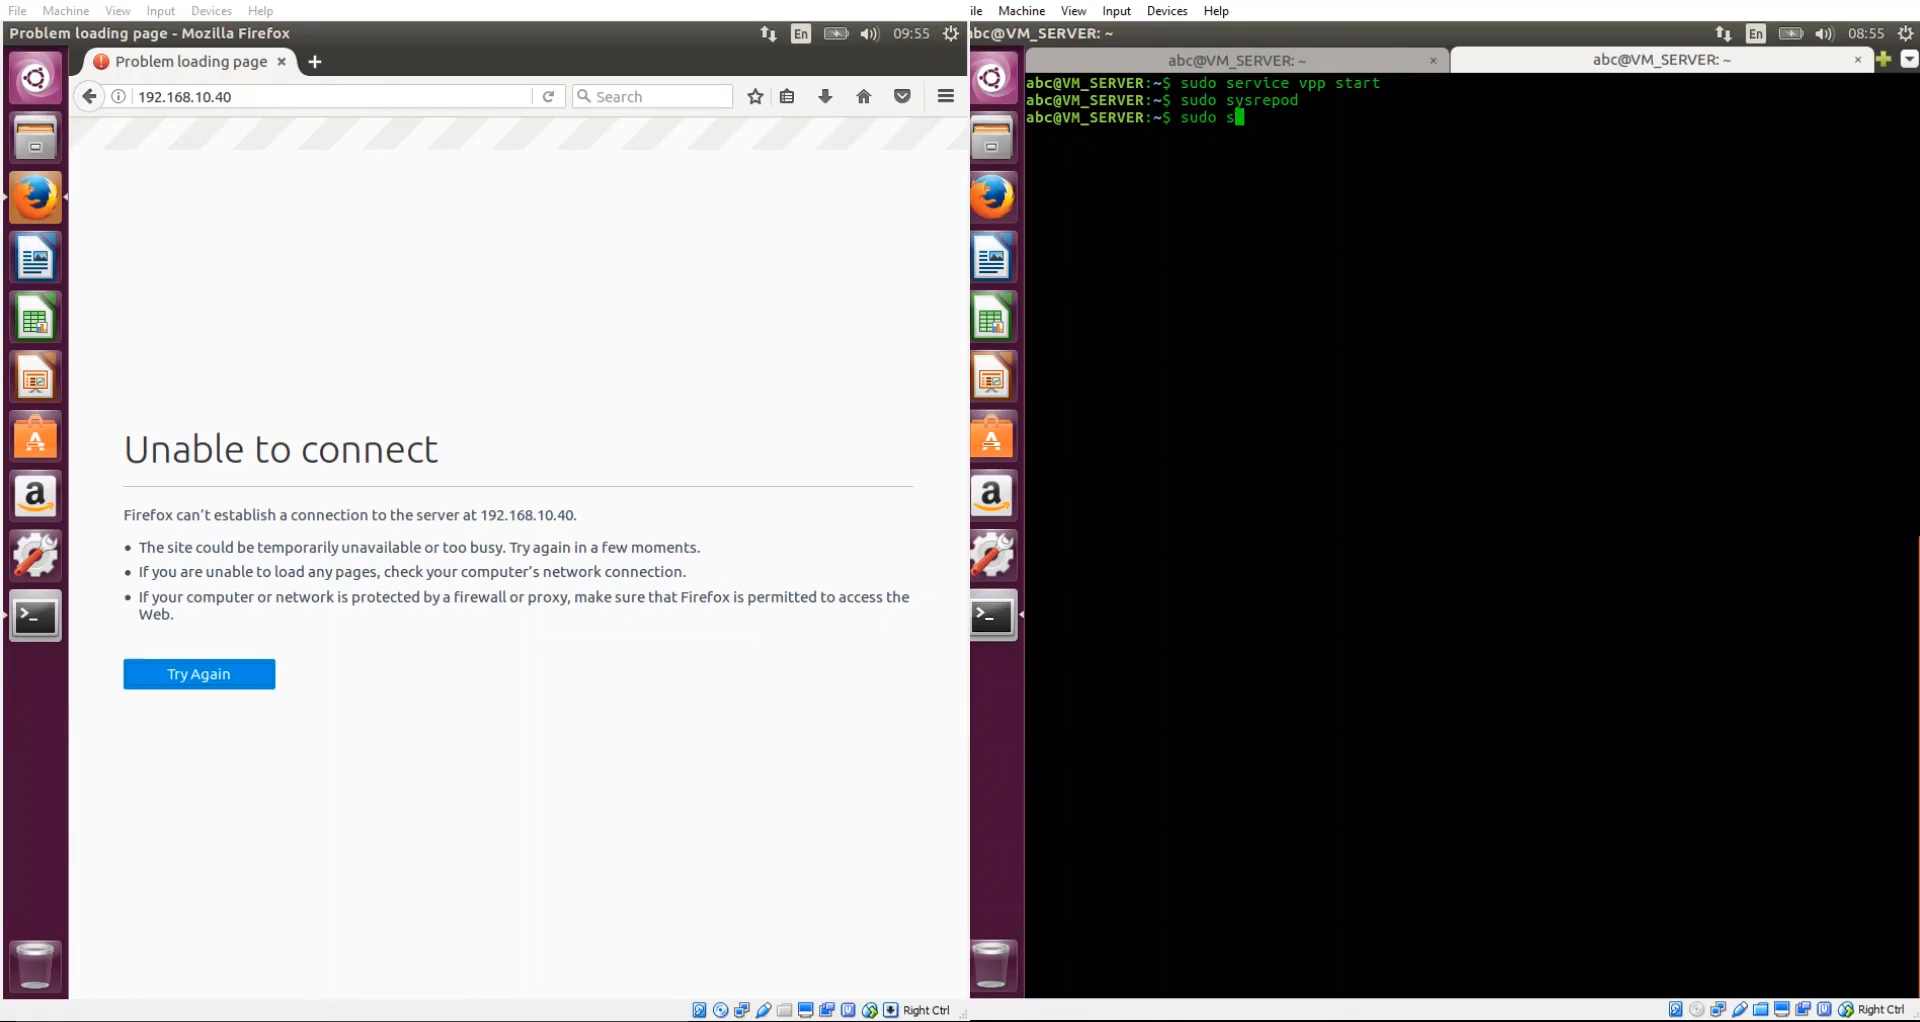 File Machine View Input Devices Help
Problem loading page - Mozilla Firefox
En
09:55
Problem loading page × +
192.168.10.40
Search
Unable to connect
Firefox can’t establish a connection to the server at 192.168.10.40.
• The site could be temporarily unavailable or too busy. Try again in a few moments.
• If you are unable to load any pages, check your computer’s network connection.
• If your computer or network is protected by a firewall or proxy, make sure that Firefox is permitted to access the
Web.
Try Again
Right Ctrl
ile Machine View Input Devices Help
abc@VM_SERVER: ~
En
08:55
abc@VM_SERVER: ~ ×
abc@VM_SERVER: ~ ×
abc@VM_SERVER:~$ sudo service vpp start
abc@VM_SERVER:~$ sudo sysrepod
abc@VM_SERVER:~$ sudo s
Right Ctrl